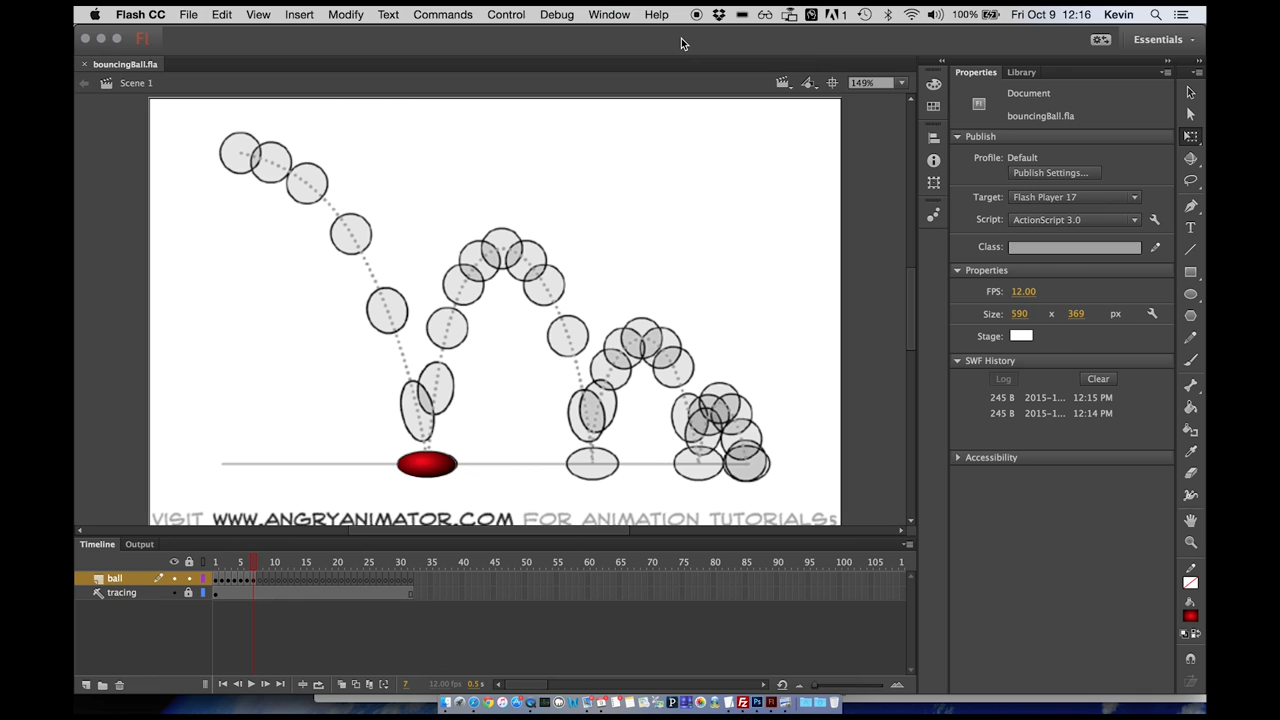 Flash CC File Edit View Insert Modify Text Commands Control Debug Window Help 1 100% Fri Oct 9 12:16 Kevin
Fl Essentials
× bouncingBall.fla
Scene 1 149%
Properties Library
Document
Fl
bouncingBall.fla
Publish
Profile: Default
Publish Settings...
Target: Flash Player 17
Script: ActionScript 3.0
Class:
Properties
FPS: 12.00
Size: 590 x 369 px
Stage:
SWF History
Log Clear
245 B 2015-1... 12:15 PM
245 B 2015-1... 12:14 PM
Accessibility
VISIT WWW.ANGRYANIMATOR.COM FOR ANIMATION TUTORIALS
Timeline Output
1 5 10 15 20 25 30 35 40 45 50 55 60 65 70 75 80 85 90 95 100 105 1
ball
tracing
7 12.00 fps 0.5 s